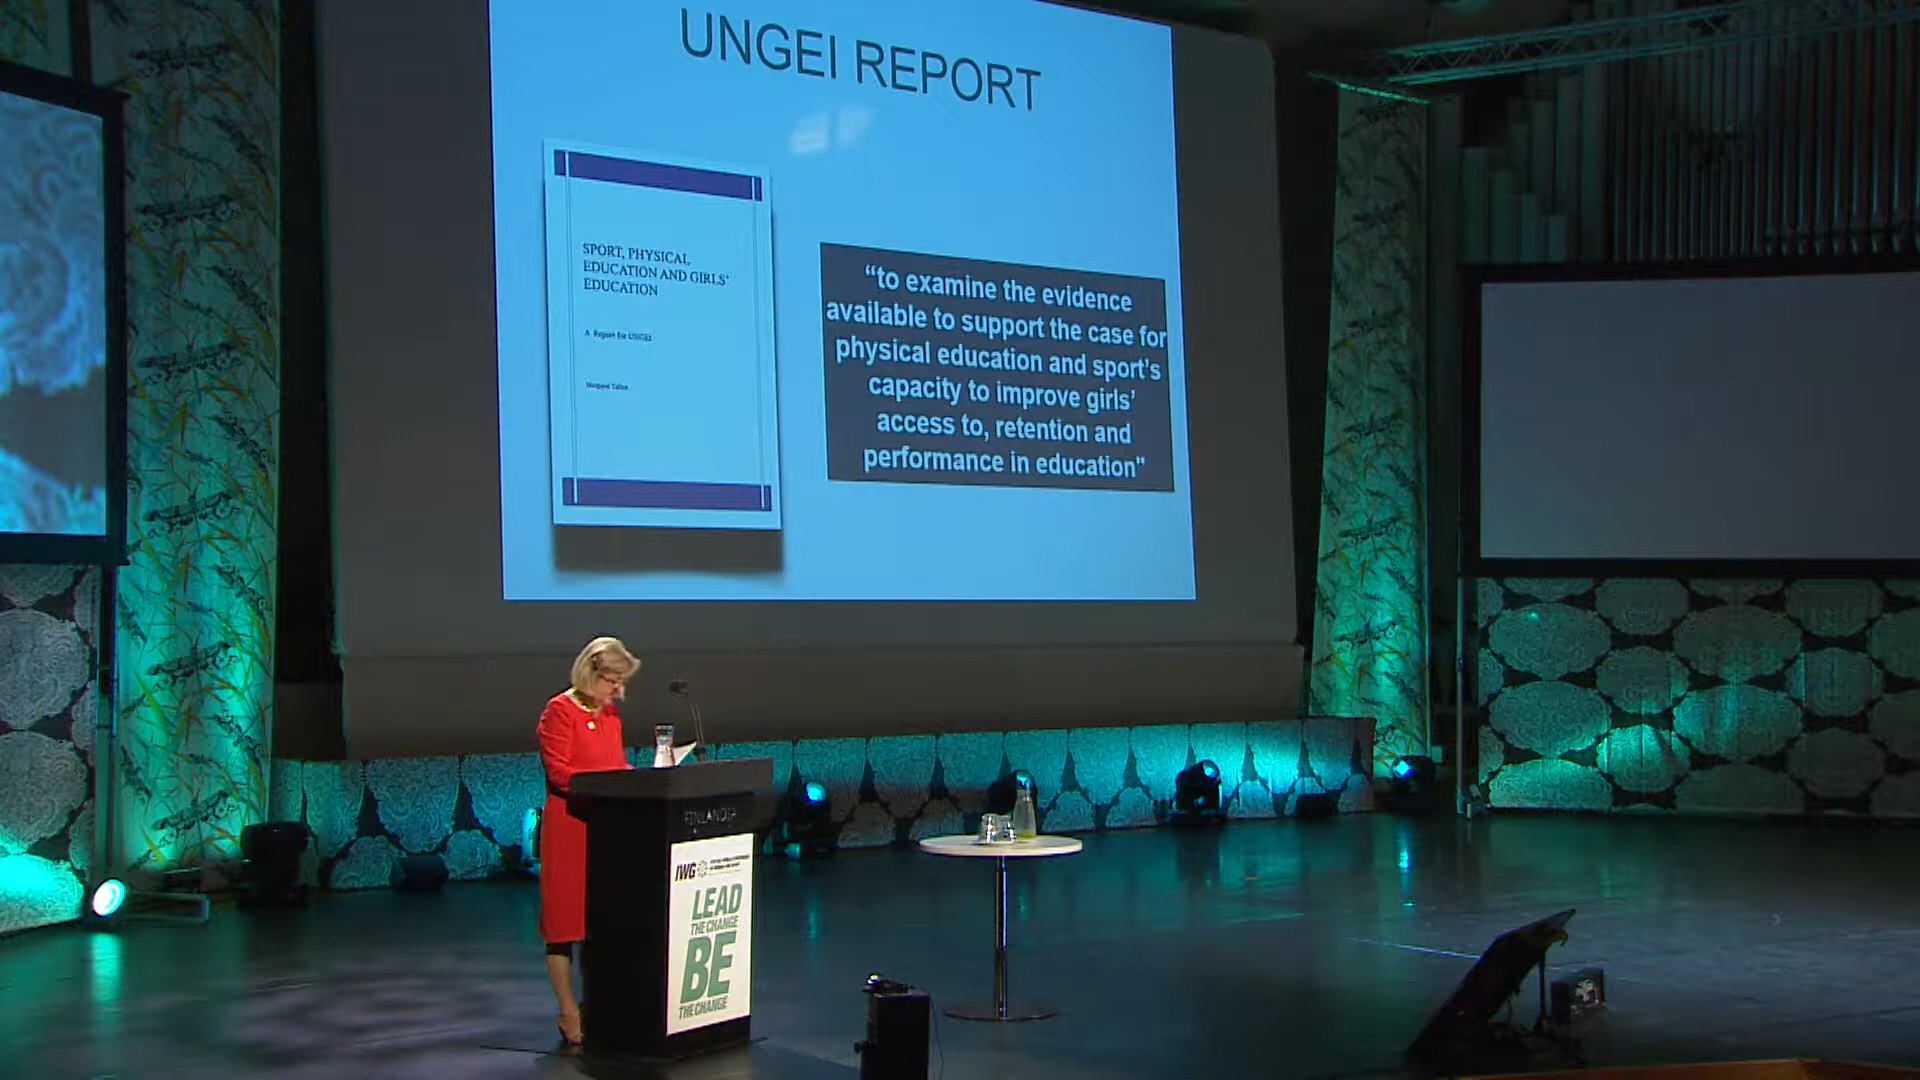 UNGEI REPORT
SPORT, PHYSICAL
EDUCATION AND GIRLS'
EDUCATION
A Report for UNGEI
Margaret Talbot
“to examine the evidence
available to support the case for
physical education and sport’s
capacity to improve girls’
access to, retention and
performance in education"
FINLANDIA
IWG
LEAD
THE CHANGE
BE
THE CHANGE